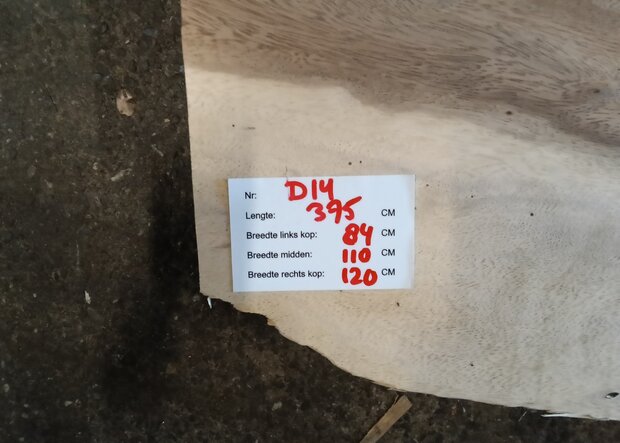 Nr: D14
Lengte: 395 CM
Breedte links kop: 84 CM
Breedte midden: 110 CM
Breedte rechts kop: 120 CM